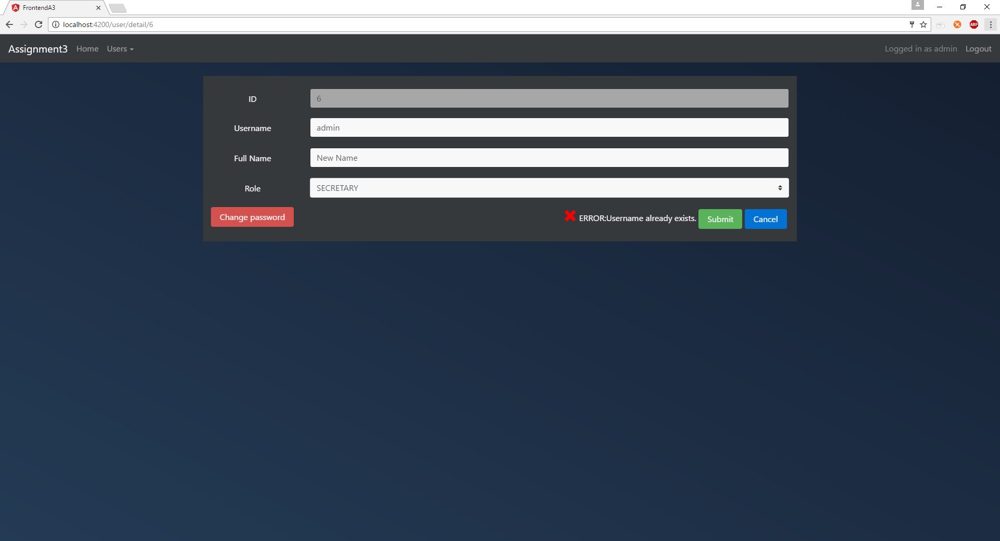 FrontendA3
localhost:4200/user/detail/6
ABP
Assignment3 Home Users Logged in as admin Logout
ID 6
Username admin
Full Name New Name
Role SECRETARY
Change password ERROR:Username already exists. Submit Cancel